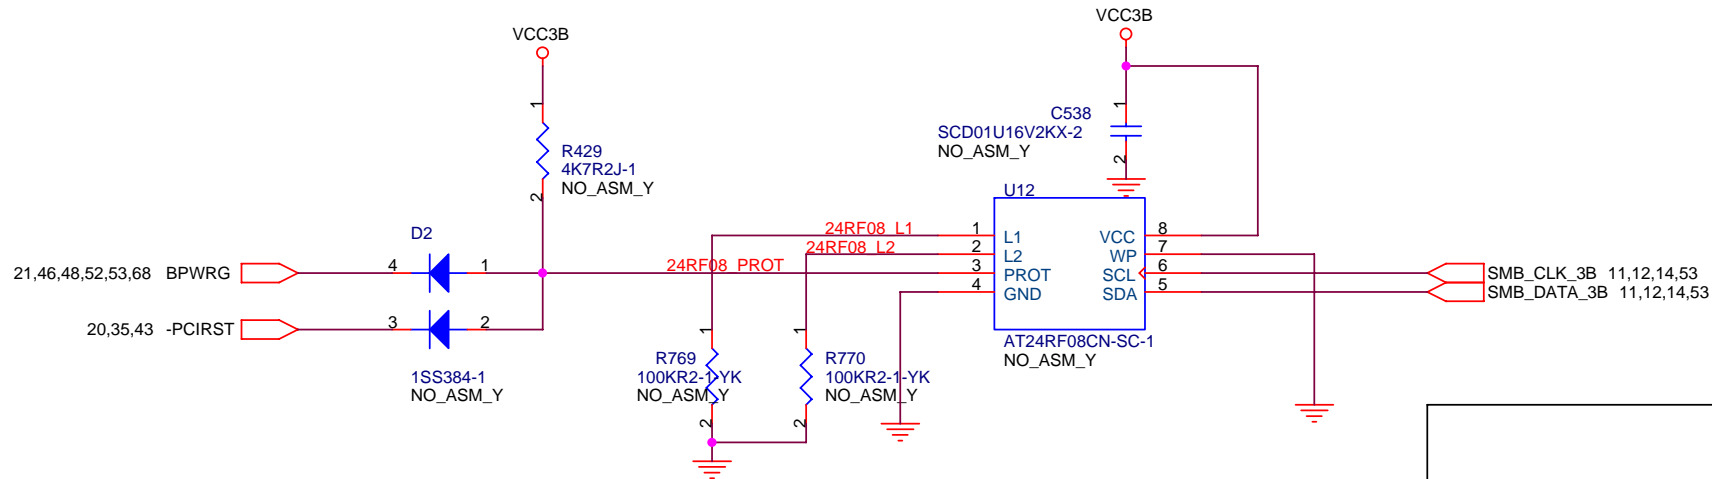 VCC3B
1
R429
4K7R2J-1
NO_ASM_Y
2
D2
21,46,48,52,53,68 BPWRG
4
1
20,35,43 -PCIRST
3
2
1SS384-1
NO_ASM_Y
24RF08_L1
24RF08_L2
24RF08_PROT
1
R769
100KR2-1-YK
NO_ASM_Y
2
1
R770
100KR2-1-YK
NO_ASM_Y
2
VCC3B
1
C538
SCD01U16V2KX-2
NO_ASM_Y
2
U12
1 L1 VCC 8
2 L2 WP 7
3 PROT SCL 6
4 GND SDA 5
AT24RF08CN-SC-1
NO_ASM_Y
SMB_CLK_3B 11,12,14,53
SMB_DATA_3B 11,12,14,53